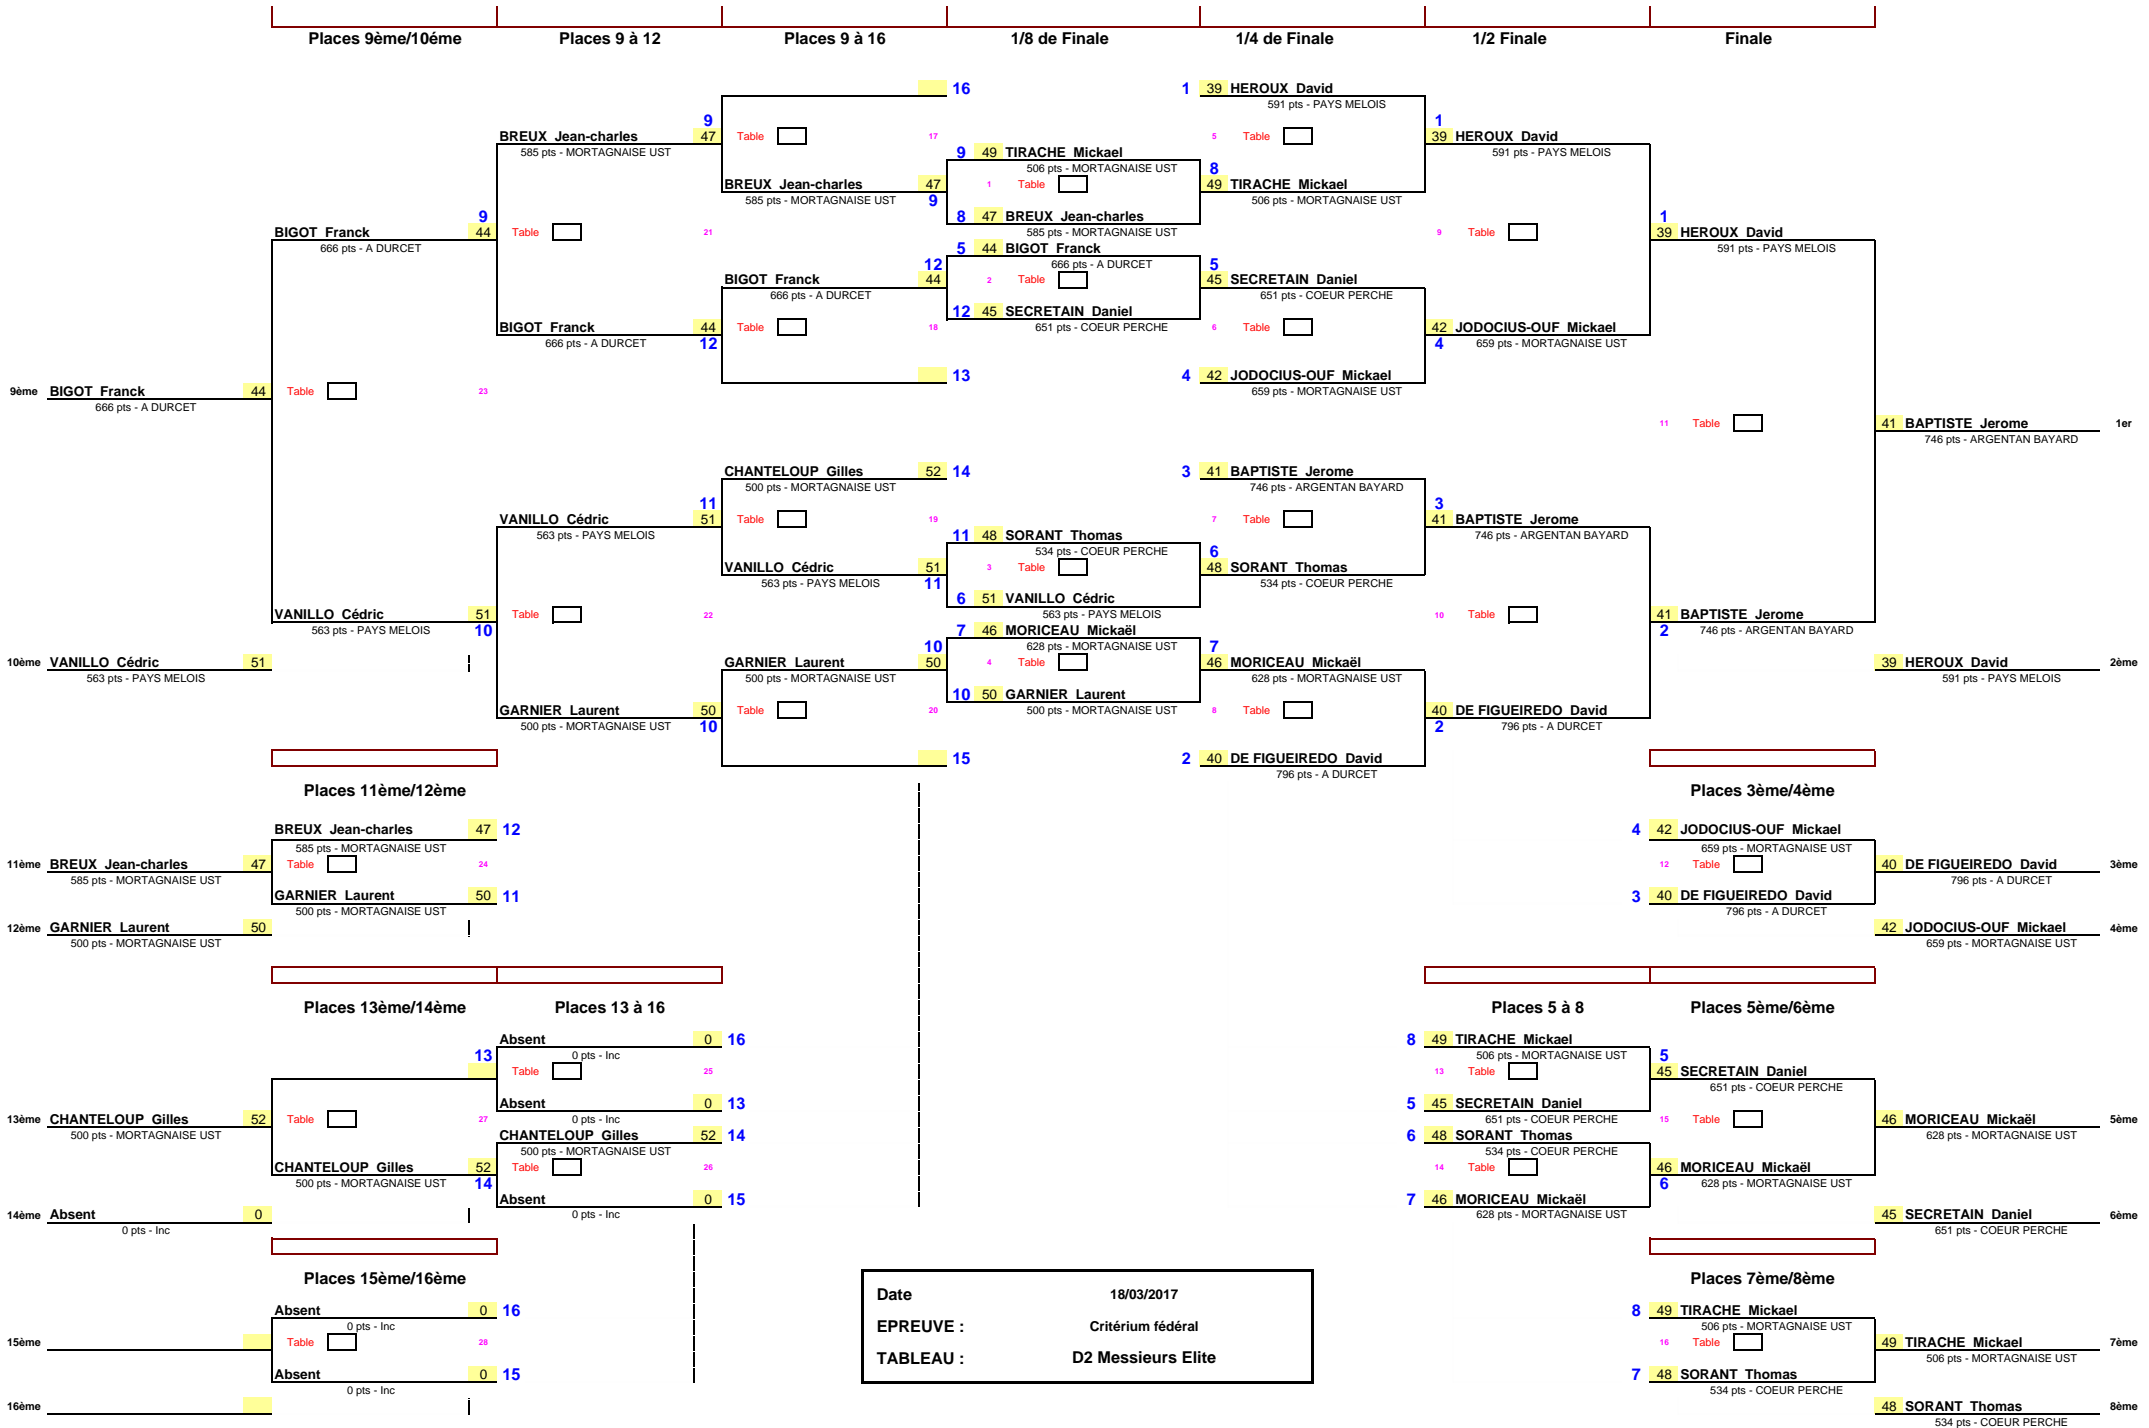 Places 9ème/10éme Places 9 à 12 Places 9 à 16 1/8 de Finale 1/4 de Finale 1/2 Finale Finale
16 1 39 HEROUX David
591 pts - PAYS MELOIS
9 1
BREUX Jean-charles 47 Table 17 5 Table 39 HEROUX David
585 pts - MORTAGNAISE UST 9 49 TIRACHE Mickael 591 pts - PAYS MELOIS
506 pts - MORTAGNAISE UST 8
BREUX Jean-charles 47 1 Table 49 TIRACHE Mickael
585 pts - MORTAGNAISE UST 9 506 pts - MORTAGNAISE UST
9 8 47 BREUX Jean-charles 1
BIGOT Franck 44 Table 21 585 pts - MORTAGNAISE UST 9 Table 39 HEROUX David
666 pts - A DURCET 5 44 BIGOT Franck 591 pts - PAYS MELOIS
12 666 pts - A DURCET 5
BIGOT Franck 44 2 Table 45 SECRETAIN Daniel
666 pts - A DURCET 651 pts - COEUR PERCHE
12 45 SECRETAIN Daniel
BIGOT Franck 44 Table 18 651 pts - COEUR PERCHE 6 Table 42 JODOCIUS-OUF Mickael
666 pts - A DURCET 12 4 659 pts - MORTAGNAISE UST
13 4 42 JODOCIUS-OUF Mickael
9ème BIGOT Franck 44 Table 23 659 pts - MORTAGNAISE UST
666 pts - A DURCET
11 Table 41 BAPTISTE Jerome 1er
746 pts - ARGENTAN BAYARD
CHANTELOUP Gilles 52 14 3 41 BAPTISTE Jerome
500 pts - MORTAGNAISE UST 746 pts - ARGENTAN BAYARD
11 3
VANILLO Cédric 51 Table 19 7 Table 41 BAPTISTE Jerome
563 pts - PAYS MELOIS 11 48 SORANT Thomas 746 pts - ARGENTAN BAYARD
534 pts - COEUR PERCHE 6
VANILLO Cédric 51 3 Table 48 SORANT Thomas
563 pts - PAYS MELOIS 11 534 pts - COEUR PERCHE
6 51 VANILLO Cédric
VANILLO Cédric 51 Table 22 563 pts - PAYS MELOIS 10 Table 41 BAPTISTE Jerome
563 pts - PAYS MELOIS 10 7 46 MORICEAU Mickaël 2 746 pts - ARGENTAN BAYARD
10 628 pts - MORTAGNAISE UST 7
10ème VANILLO Cédric 51 GARNIER Laurent 50 4 Table 46 MORICEAU Mickaël 39 HEROUX David 2ème
563 pts - PAYS MELOIS 500 pts - MORTAGNAISE UST 628 pts - MORTAGNAISE UST 591 pts - PAYS MELOIS
10 50 GARNIER Laurent
GARNIER Laurent 50 Table 20 500 pts - MORTAGNAISE UST 8 Table 40 DE FIGUEIREDO David
500 pts - MORTAGNAISE UST 10 2 796 pts - A DURCET
15 2 40 DE FIGUEIREDO David
796 pts - A DURCET
Places 11ème/12ème Places 3ème/4ème
BREUX Jean-charles 47 12 4 42 JODOCIUS-OUF Mickael
585 pts - MORTAGNAISE UST 659 pts - MORTAGNAISE UST
11ème BREUX Jean-charles 47 Table 24 12 Table 40 DE FIGUEIREDO David 3ème
585 pts - MORTAGNAISE UST 796 pts - A DURCET
GARNIER Laurent 50 11 3 40 DE FIGUEIREDO David
500 pts - MORTAGNAISE UST 796 pts - A DURCET
12ème GARNIER Laurent 50 42 JODOCIUS-OUF Mickael 4ème
500 pts - MORTAGNAISE UST 659 pts - MORTAGNAISE UST
Places 13ème/14ème Places 13 à 16 Places 5 à 8 Places 5ème/6ème
Absent 0 16 8 49 TIRACHE Mickael
13 0 pts - Inc 506 pts - MORTAGNAISE UST 5
Table 25 13 Table 45 SECRETAIN Daniel
651 pts - COEUR PERCHE
Absent 0 13 5 45 SECRETAIN Daniel
13ème CHANTELOUP Gilles 52 Table 27 0 pts - Inc 651 pts - COEUR PERCHE 15 Table 46 MORICEAU Mickaël 5ème
500 pts - MORTAGNAISE UST CHANTELOUP Gilles 52 14 6 48 SORANT Thomas 628 pts - MORTAGNAISE UST
500 pts - MORTAGNAISE UST 534 pts - COEUR PERCHE
CHANTELOUP Gilles 52 Table 26 14 Table 46 MORICEAU Mickaël
500 pts - MORTAGNAISE UST 14 6 628 pts - MORTAGNAISE UST
Absent 0 15 7 46 MORICEAU Mickaël
14ème Absent 0 0 pts - Inc 628 pts - MORTAGNAISE UST 45 SECRETAIN Daniel 6ème
0 pts - Inc 651 pts - COEUR PERCHE
Places 15ème/16ème Places 7ème/8ème
Date 18/03/2017
Absent 0 16 8 49 TIRACHE Mickael
0 pts - Inc EPREUVE : Critérium fédéral 506 pts - MORTAGNAISE UST
15ème Table 28 16 Table 49 TIRACHE Mickael 7ème
TABLEAU : D2 Messieurs Elite 506 pts - MORTAGNAISE UST
Absent 0 15 7 48 SORANT Thomas
0 pts - Inc 534 pts - COEUR PERCHE
16ème 48 SORANT Thomas 8ème
534 pts - COEUR PERCHE